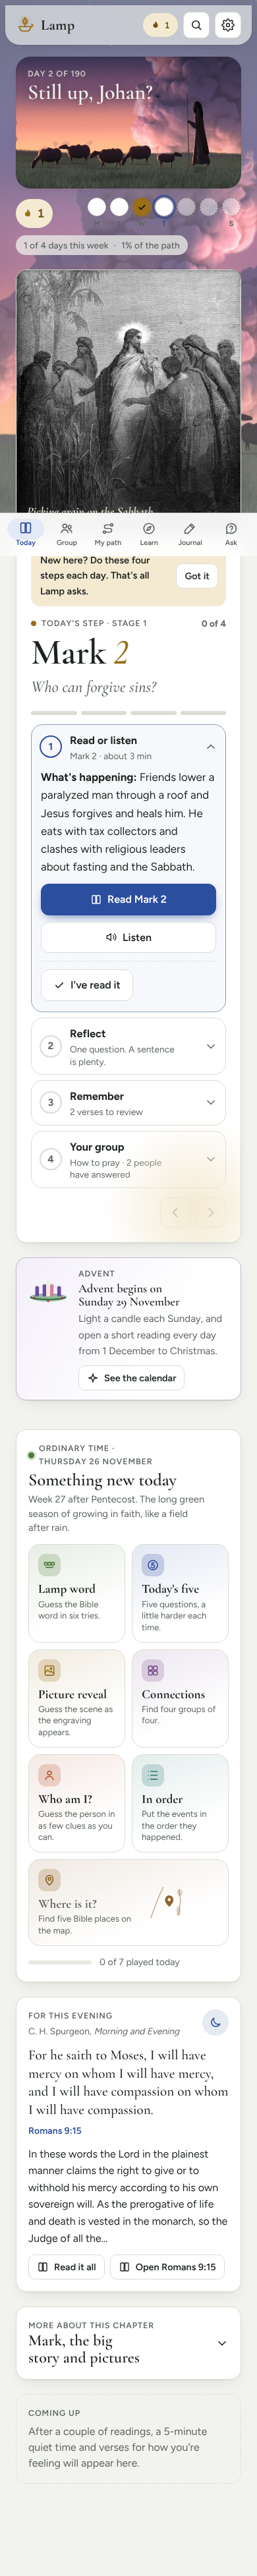 Lamp
1
DAY 2 OF 190
Still up, Johan?
1
M
W
T
S
1 of 4 days this week · 1% of the path
Picking grain on the Sabbath
Today
Group
My path
Learn
Journal
Ask
New here? Do these four
steps each day. That's all
Lamp asks.
Got it
TODAY'S STEP · STAGE 1
0 of 4
Mark 2
Who can forgive sins?
1
Read or listen
Mark 2 · about 3 min
What's happening: Friends lower a
paralyzed man through a roof and
Jesus forgives and heals him. He
eats with tax collectors and
clashes with religious leaders
about fasting and the Sabbath.
Read Mark 2
Listen
I've read it
2
Reflect
One question. A sentence
is plenty.
3
Remember
2 verses to review
4
Your group
How to pray · 2 people
have answered
ADVENT
Advent begins on
Sunday 29 November
Light a candle each Sunday, and
open a short reading every day
from 1 December to Christmas.
See the calendar
ORDINARY TIME ·
THURSDAY 26 NOVEMBER
Something new today
Week 27 after Pentecost. The long green
season of growing in faith, like a field
after rain.
Lamp word
Guess the Bible
word in six tries.
5
Today's five
Five questions, a
little harder each
time.
Picture reveal
Guess the scene as
the engraving
appears.
Connections
Find four groups of
four.
Who am I?
Guess the person in
as few clues as you
can.
In order
Put the events in
the order they
happened.
Where is it?
Find five Bible places on
the map.
0 of 7 played today
FOR THIS EVENING
C. H. Spurgeon, Morning and Evening
For he saith to Moses, I will have
mercy on whom I will have mercy,
and I will have compassion on whom
I will have compassion.
Romans 9:15
In these words the Lord in the plainest
manner claims the right to give or to
withhold his mercy according to his own
sovereign will. As the prerogative of life
and death is vested in the monarch, so the
Judge of all the…
Read it all
Open Romans 9:15
MORE ABOUT THIS CHAPTER
Mark, the big
story and pictures
COMING UP
After a couple of readings, a 5-minute
quiet time and verses for how you're
feeling will appear here.